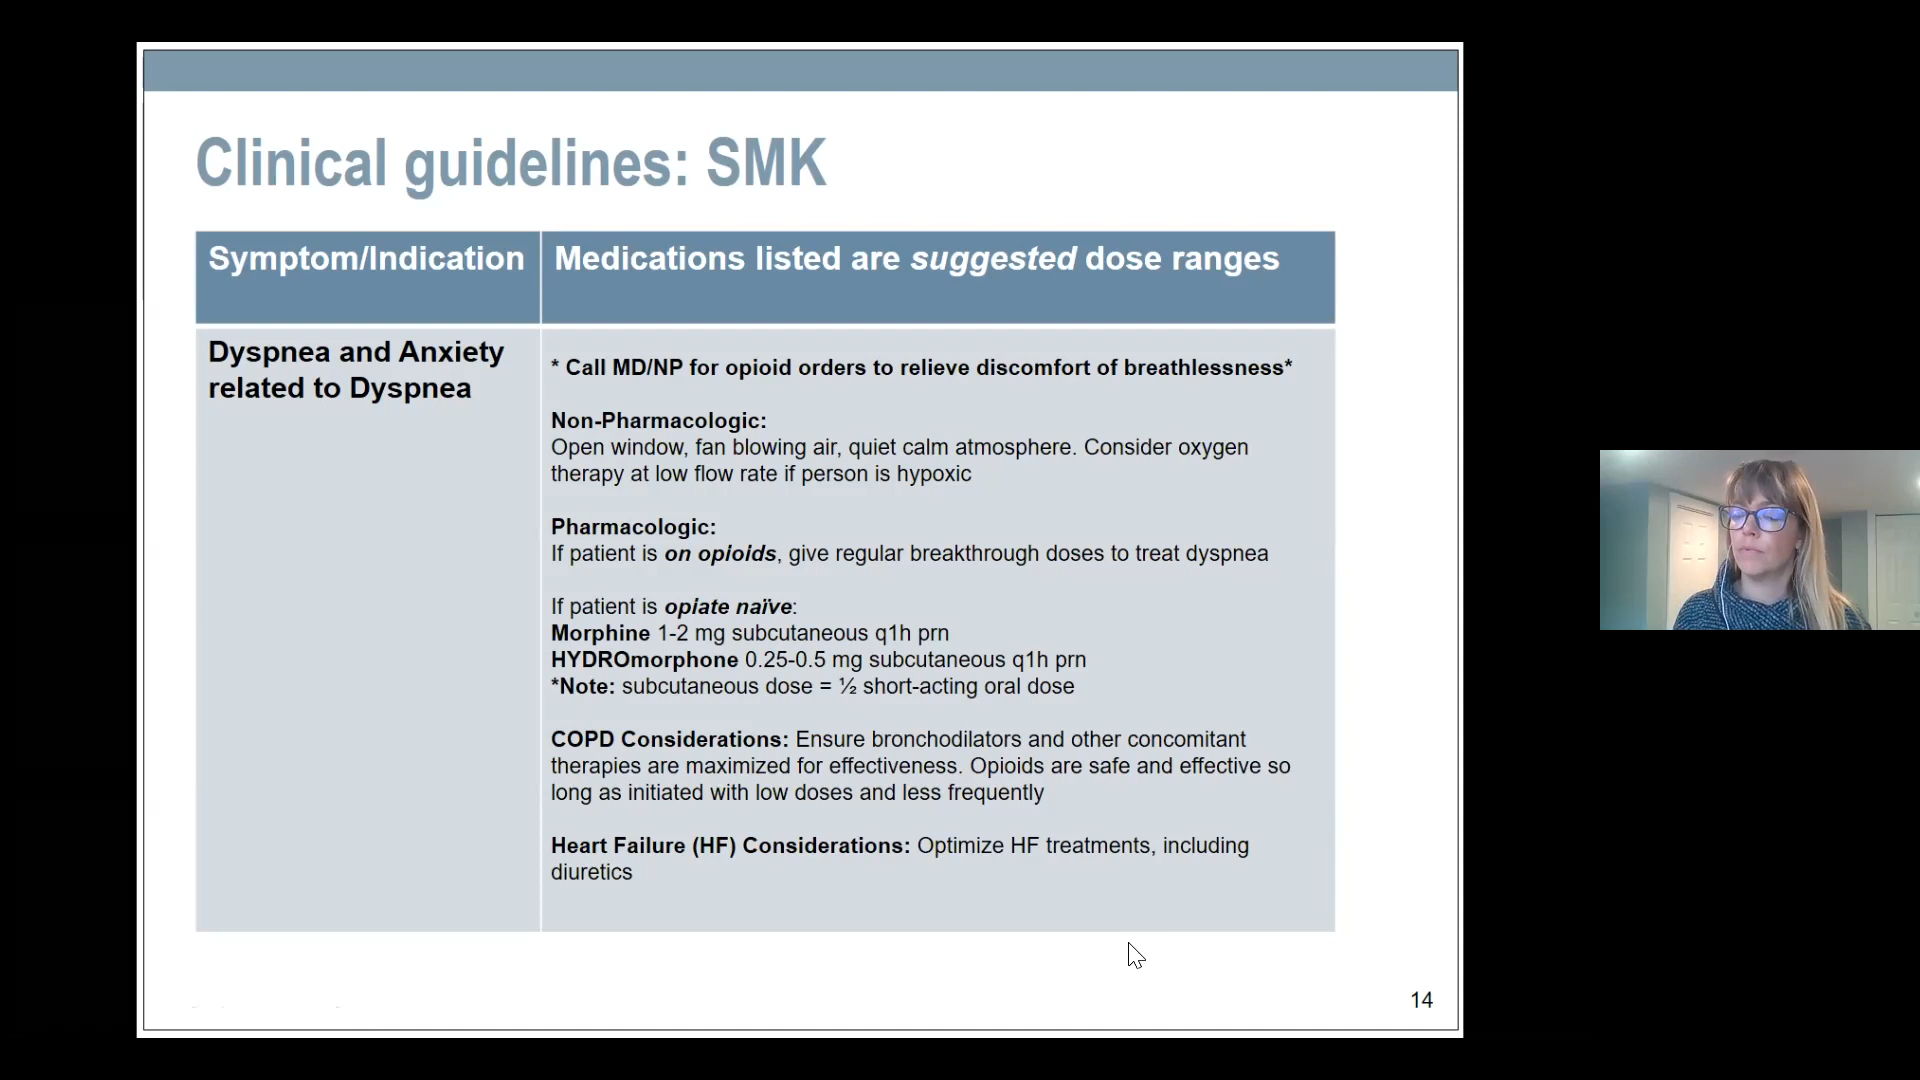 Clinical guidelines: SMK
Symptom/Indication
Medications listed are suggested dose ranges
Dyspnea and Anxiety
related to Dyspnea
* Call MD/NP for opioid orders to relieve discomfort of breathlessness*
Non-Pharmacologic:
Open window, fan blowing air, quiet calm atmosphere. Consider oxygen
therapy at low flow rate if person is hypoxic
Pharmacologic:
If patient is on opioids, give regular breakthrough doses to treat dyspnea
If patient is opiate naïve:
Morphine 1-2 mg subcutaneous q1h prn
HYDROmorphone 0.25-0.5 mg subcutaneous q1h prn
*Note: subcutaneous dose = ½ short-acting oral dose
COPD Considerations: Ensure bronchodilators and other concomitant
therapies are maximized for effectiveness. Opioids are safe and effective so
long as initiated with low doses and less frequently
Heart Failure (HF) Considerations: Optimize HF treatments, including
diuretics
14